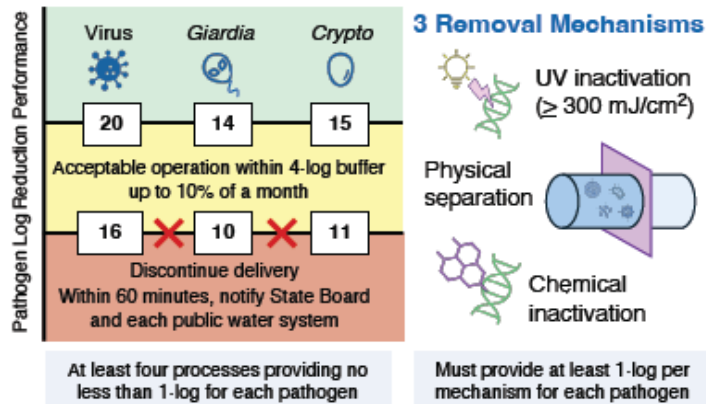 Pathogen Log Reduction Performance
Virus Giardia Crypto
20 14 15
Acceptable operation within 4-log buffer
up to 10% of a month
16 10 11
Discontinue delivery
Within 60 minutes, notify State Board
and each public water system
At least four processes providing no
less than 1-log for each pathogen
3 Removal Mechanisms
UV inactivation
(≥ 300 mJ/cm²)
Physical
separation
Chemical
inactivation
Must provide at least 1-log per
mechanism for each pathogen